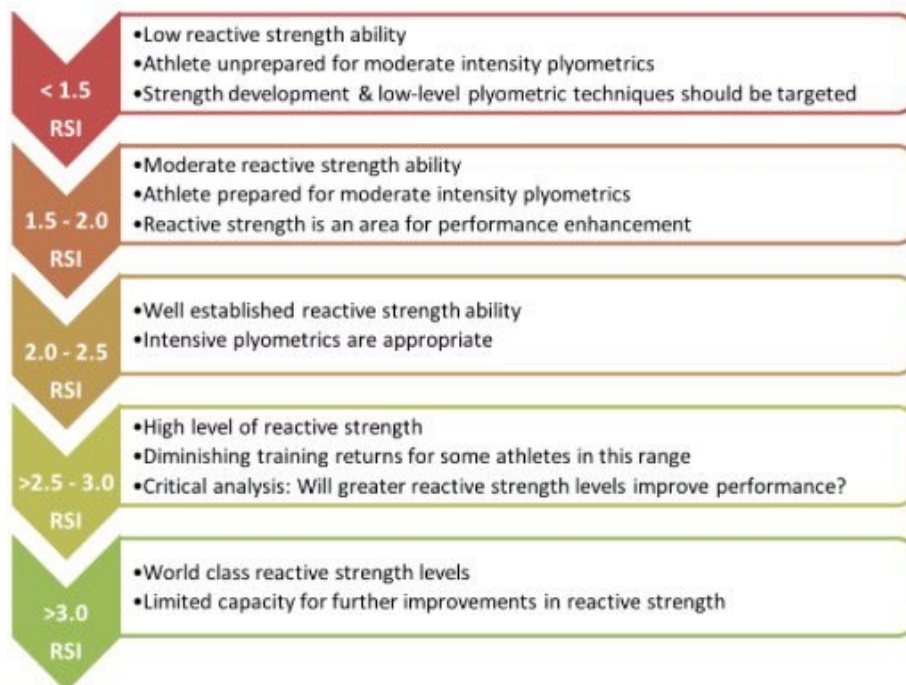 < 1.5
RSI
•Low reactive strength ability
•Athlete unprepared for moderate intensity plyometrics
•Strength development & low-level plyometric techniques should be targeted
1.5 - 2.0
RSI
•Moderate reactive strength ability
•Athlete prepared for moderate intensity plyometrics
•Reactive strength is an area for performance enhancement
2.0 - 2.5
RSI
•Well established reactive strength ability
•Intensive plyometrics are appropriate
>2.5 - 3.0
RSI
•High level of reactive strength
•Diminishing training returns for some athletes in this range
•Critical analysis: Will greater reactive strength levels improve performance?
>3.0
RSI
•World class reactive strength levels
•Limited capacity for further improvements in reactive strength